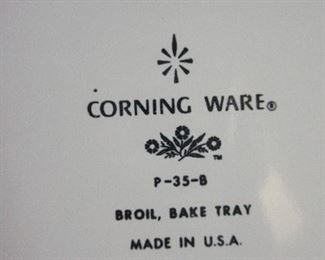 CORNING WARE®
TM
P-35-B
BROIL, BAKE TRAY
MADE IN U.S.A.